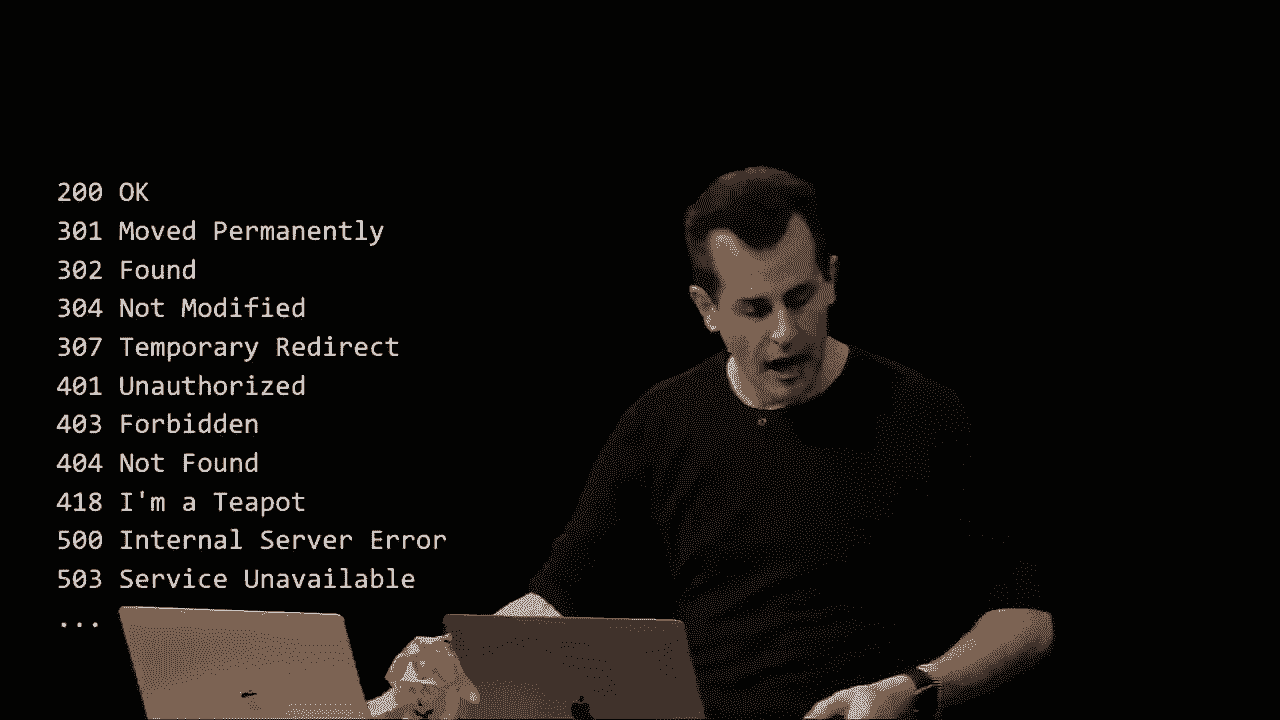 200 OK
301 Moved Permanently
302 Found
304 Not Modified
307 Temporary Redirect
401 Unauthorized
403 Forbidden
404 Not Found
418 I'm a Teapot
500 Internal Server Error
503 Service Unavailable
...